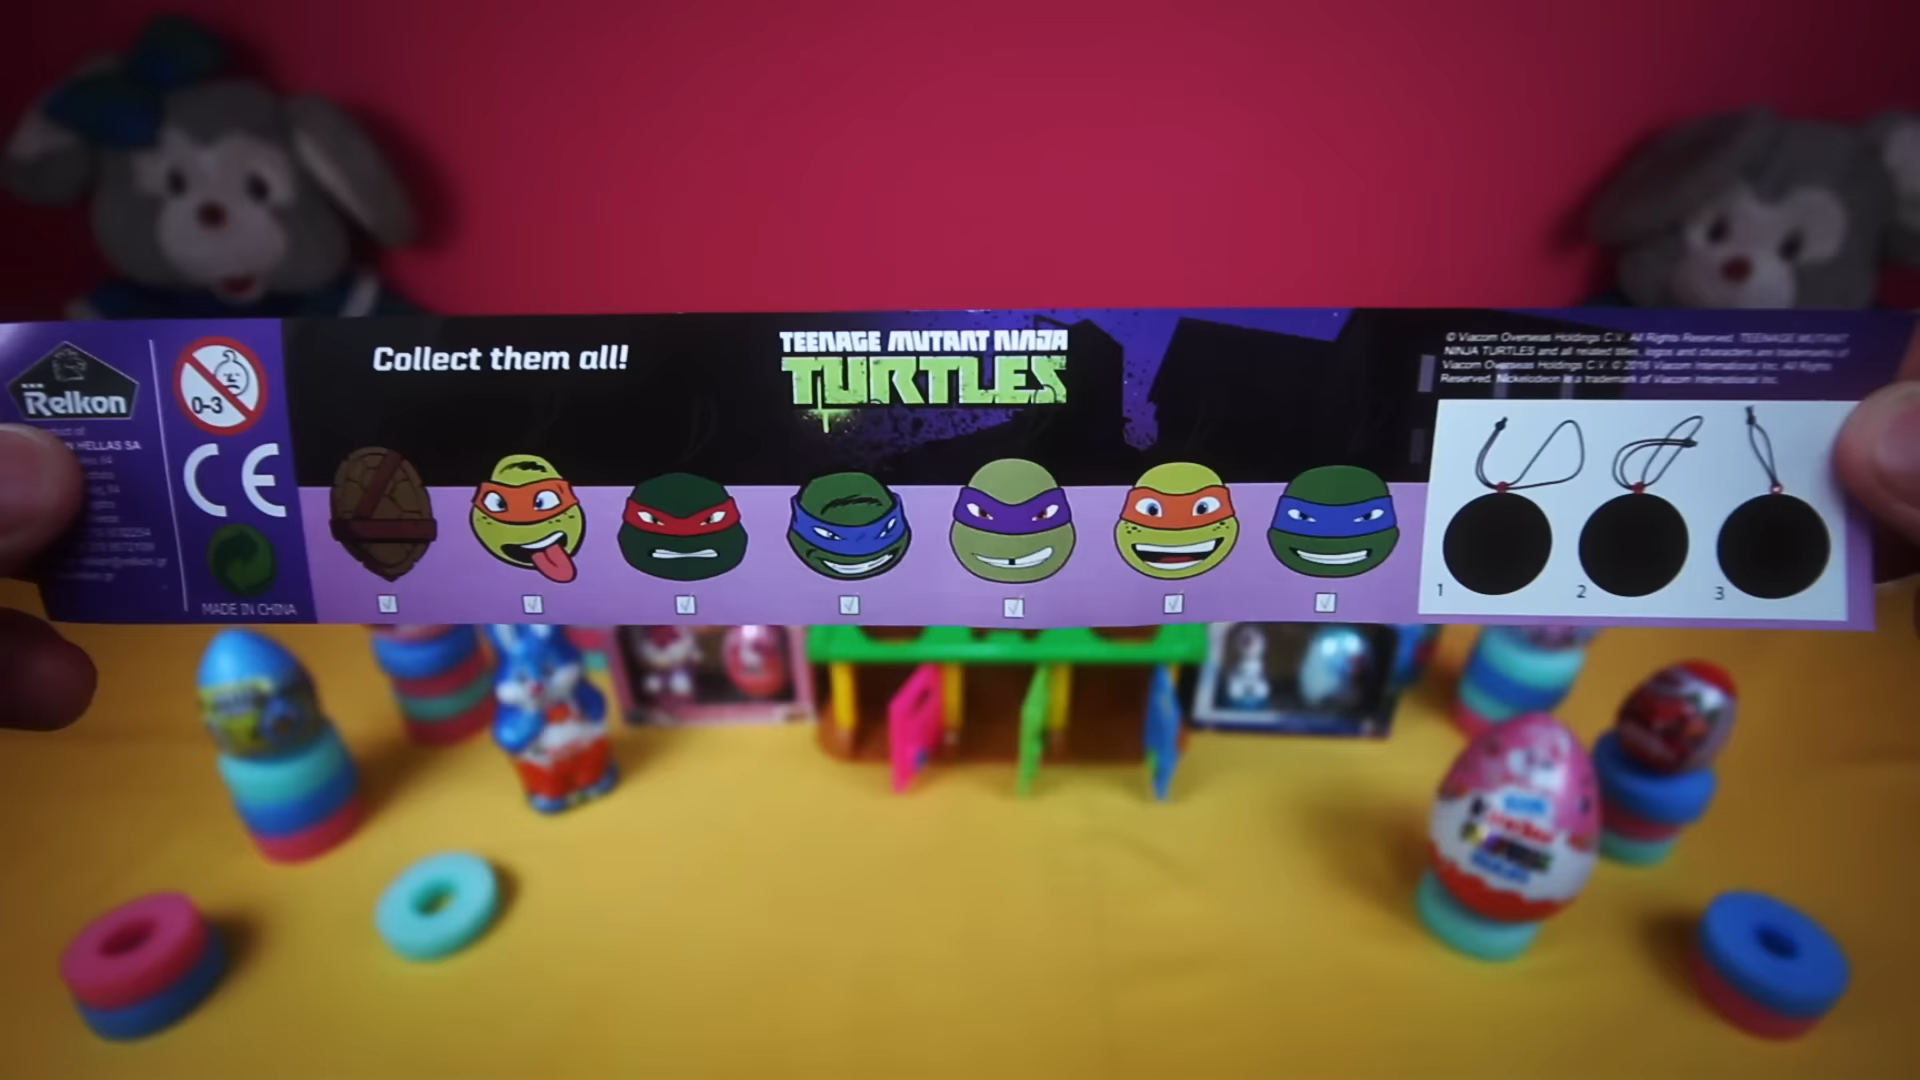 Relkon
HELLAS SA
0-3
CE
MADE IN CHINA
Collect them all!
TEENAGE MUTANT NINJA
TURTLES
© Viacom Overseas Holdings C.V. All Rights Reserved. TEENAGE MUTANT
NINJA TURTLES and all related titles, logos and characters are trademarks of
Viacom Overseas Holdings C.V. © 2016 Viacom International Inc. All Rights
Reserved. Nickelodeon is a trademark of Viacom International Inc.
1
2
3